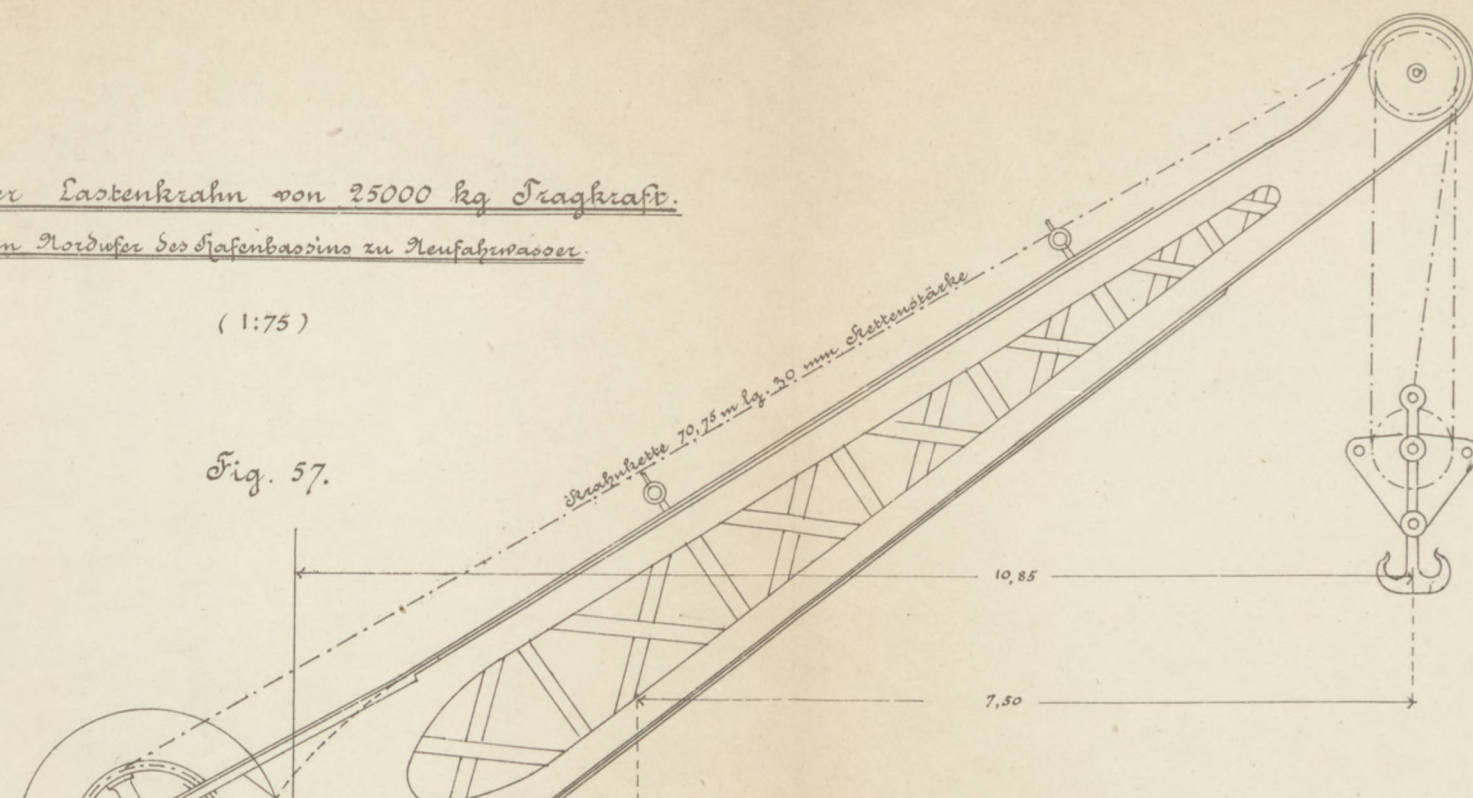 er Lastenkrahn von 25000 kg Tragkraft.
m Nordufer des Hafenbassins zu Neufahrwasser.
(1:75)
Krahnkette 70,75 m lg. 30 mm Kettenstärke
Fig. 57.
10,85
7,50